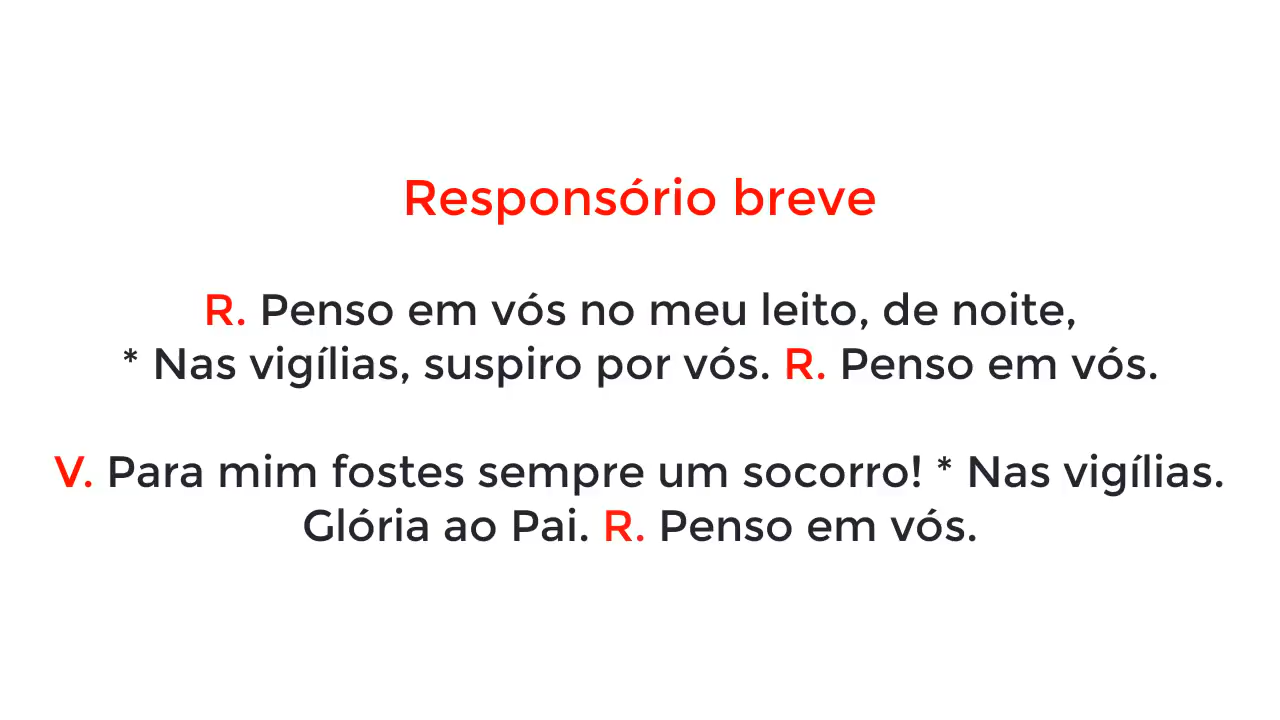 Responsório breve
R. Penso em vós no meu leito, de noite,
* Nas vigílias, suspiro por vós. R. Penso em vós.
V. Para mim fostes sempre um socorro! * Nas vigílias.
Glória ao Pai. R. Penso em vós.